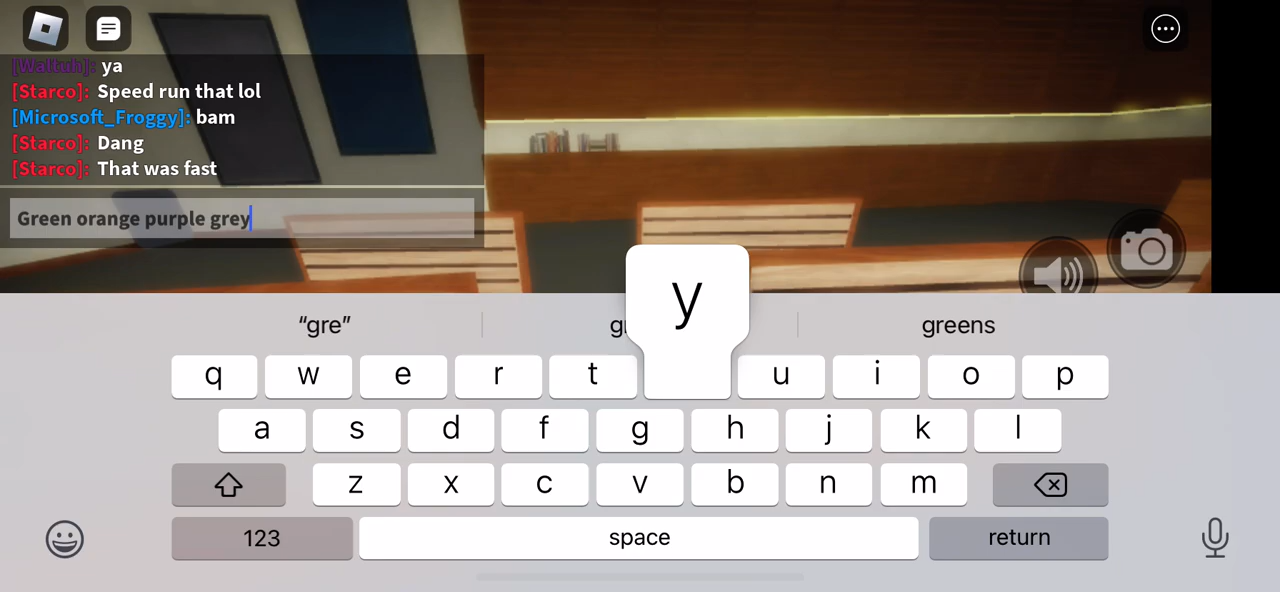 [Waltuh]: ya
[Starco]: Speed run that lol
[Microsoft_Froggy]: bam
[Starco]: Dang
[Starco]: That was fast
Green orange purple grey
“gre” greens
y
q w e r t u i o p
a s d f g h j k l
z x c v b n m
123 space return